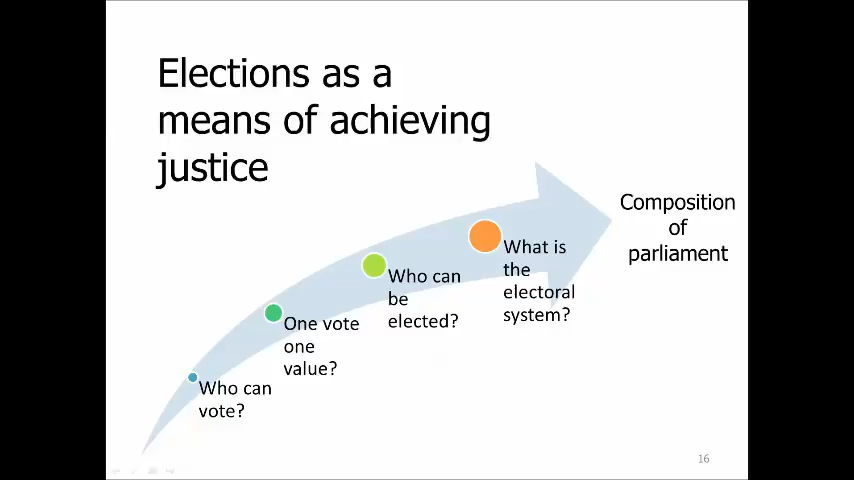 Elections as a
means of achieving
justice
Composition
of
parliament
What is
the
electoral
system?
Who can
be
elected?
One vote
one
value?
Who can
vote?
16